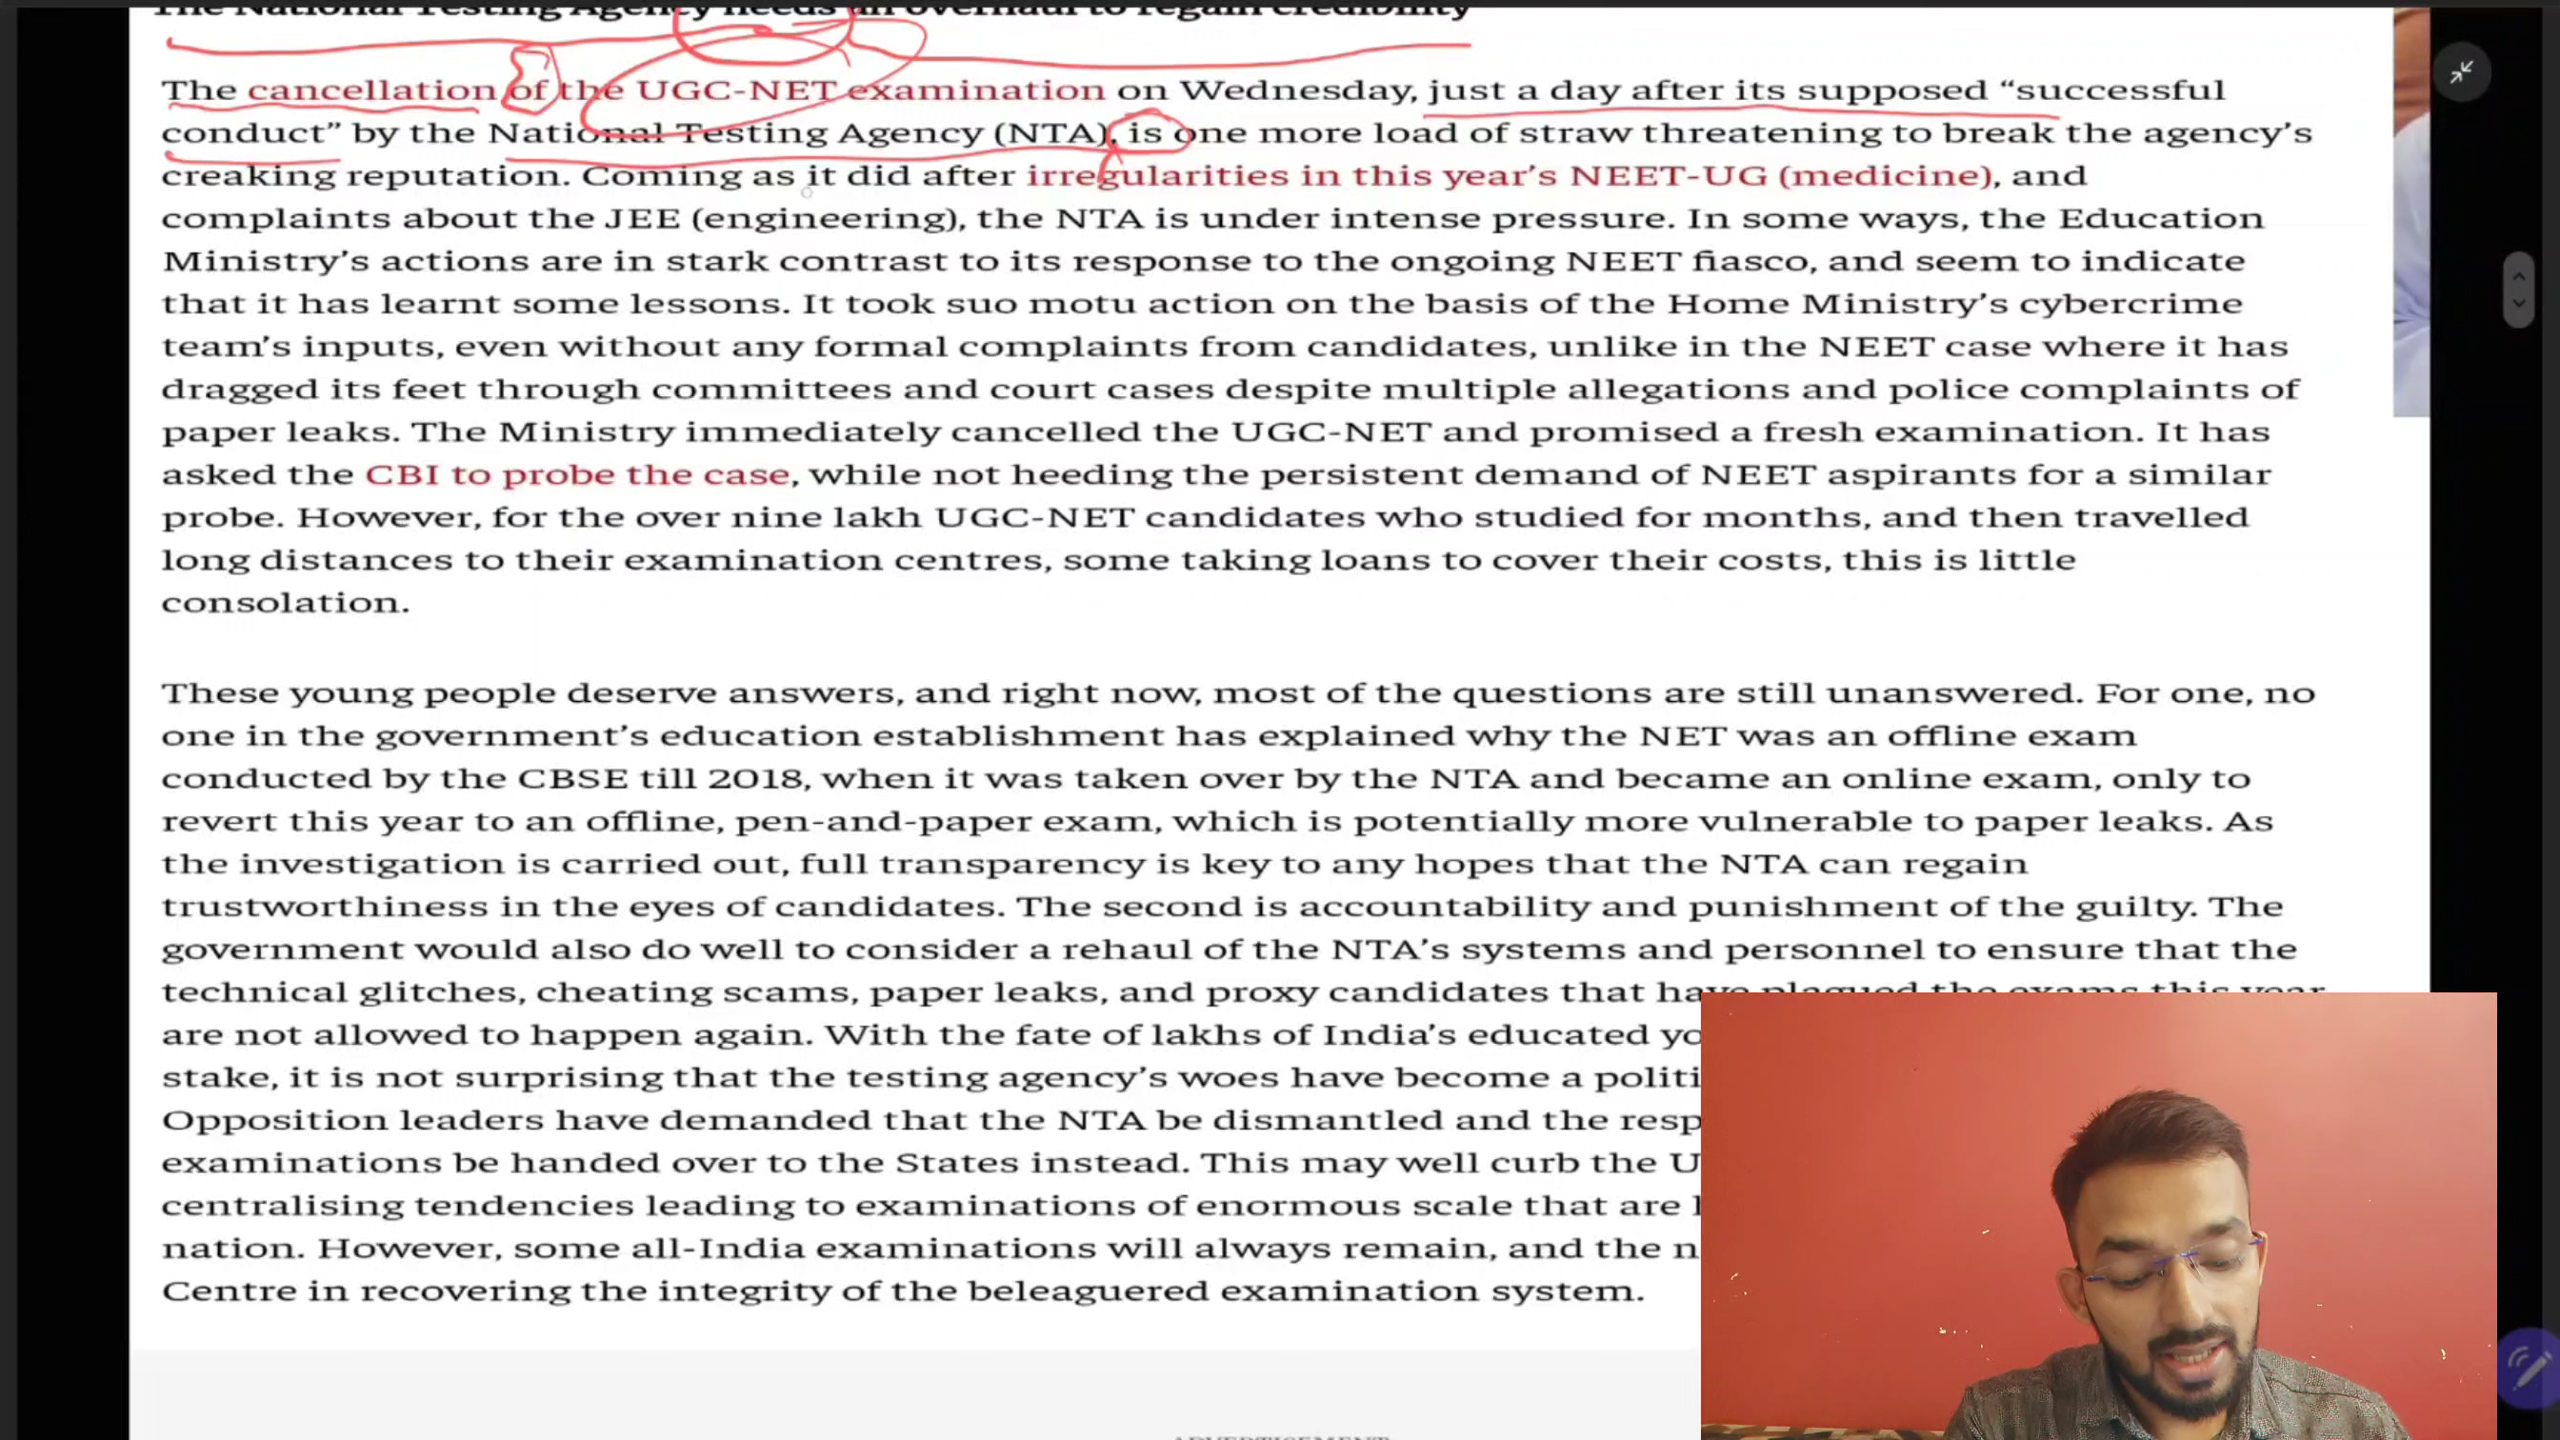 The National Testing Agency needs an overhaul to regain credibility
The cancellation of the UGC-NET examination on Wednesday, just a day after its supposed “successful
conduct” by the National Testing Agency (NTA), is one more load of straw threatening to break the agency’s
creaking reputation. Coming as it did after irregularities in this year’s NEET-UG (medicine), and
complaints about the JEE (engineering), the NTA is under intense pressure. In some ways, the Education
Ministry’s actions are in stark contrast to its response to the ongoing NEET fiasco, and seem to indicate
that it has learnt some lessons. It took suo motu action on the basis of the Home Ministry’s cybercrime
team’s inputs, even without any formal complaints from candidates, unlike in the NEET case where it has
dragged its feet through committees and court cases despite multiple allegations and police complaints of
paper leaks. The Ministry immediately cancelled the UGC-NET and promised a fresh examination. It has
asked the CBI to probe the case, while not heeding the persistent demand of NEET aspirants for a similar
probe. However, for the over nine lakh UGC-NET candidates who studied for months, and then travelled
long distances to their examination centres, some taking loans to cover their costs, this is little
consolation.
These young people deserve answers, and right now, most of the questions are still unanswered. For one, no
one in the government’s education establishment has explained why the NET was an offline exam
conducted by the CBSE till 2018, when it was taken over by the NTA and became an online exam, only to
revert this year to an offline, pen-and-paper exam, which is potentially more vulnerable to paper leaks. As
the investigation is carried out, full transparency is key to any hopes that the NTA can regain
trustworthiness in the eyes of candidates. The second is accountability and punishment of the guilty. The
government would also do well to consider a rehaul of the NTA’s systems and personnel to ensure that the
technical glitches, cheating scams, paper leaks, and proxy candidates that have plagued the exams this year
are not allowed to happen again. With the fate of lakhs of India’s educated yo
stake, it is not surprising that the testing agency’s woes have become a politi
Opposition leaders have demanded that the NTA be dismantled and the resp
examinations be handed over to the States instead. This may well curb the U
centralising tendencies leading to examinations of enormous scale that are
nation. However, some all-India examinations will always remain, and the n
Centre in recovering the integrity of the beleaguered examination system.